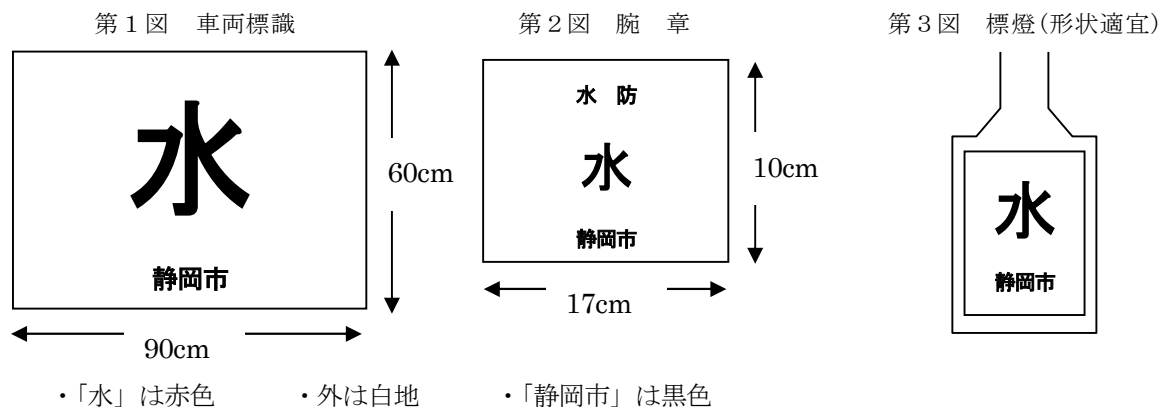 第１図　車両標識
水
静岡市
60cm
90cm
第２図　腕　章
水　防
水
静岡市
10cm
17cm
第３図　標燈(形状適宜)
水
静岡市
・「水」は赤色　・外は白地　・「静岡市」は黒色